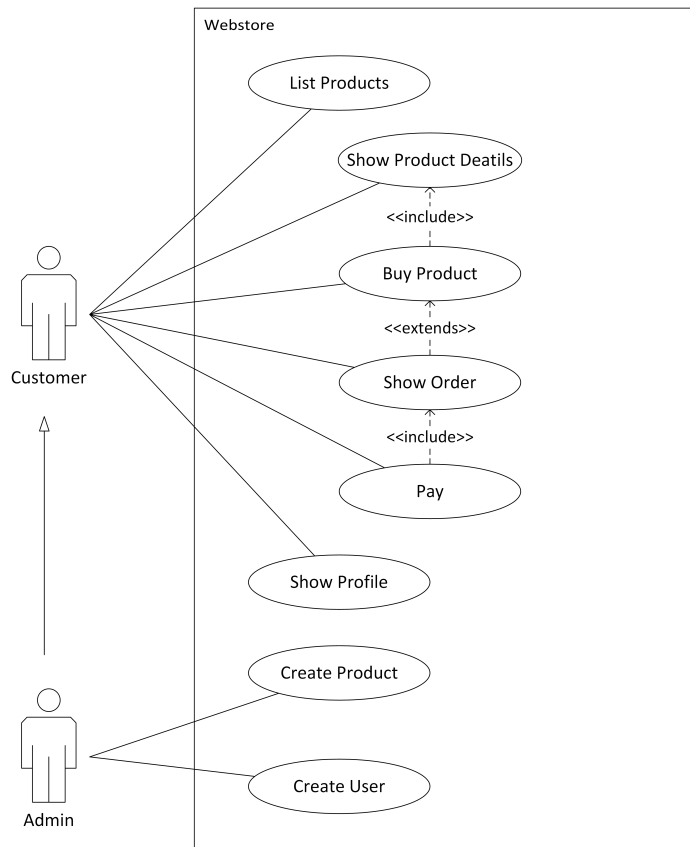 Webstore
List Products
Show Product Deatils
<<include>>
Buy Product
<<extends>>
Customer
Show Order
<<include>>
Pay
Show Profile
Create Product
Create User
Admin